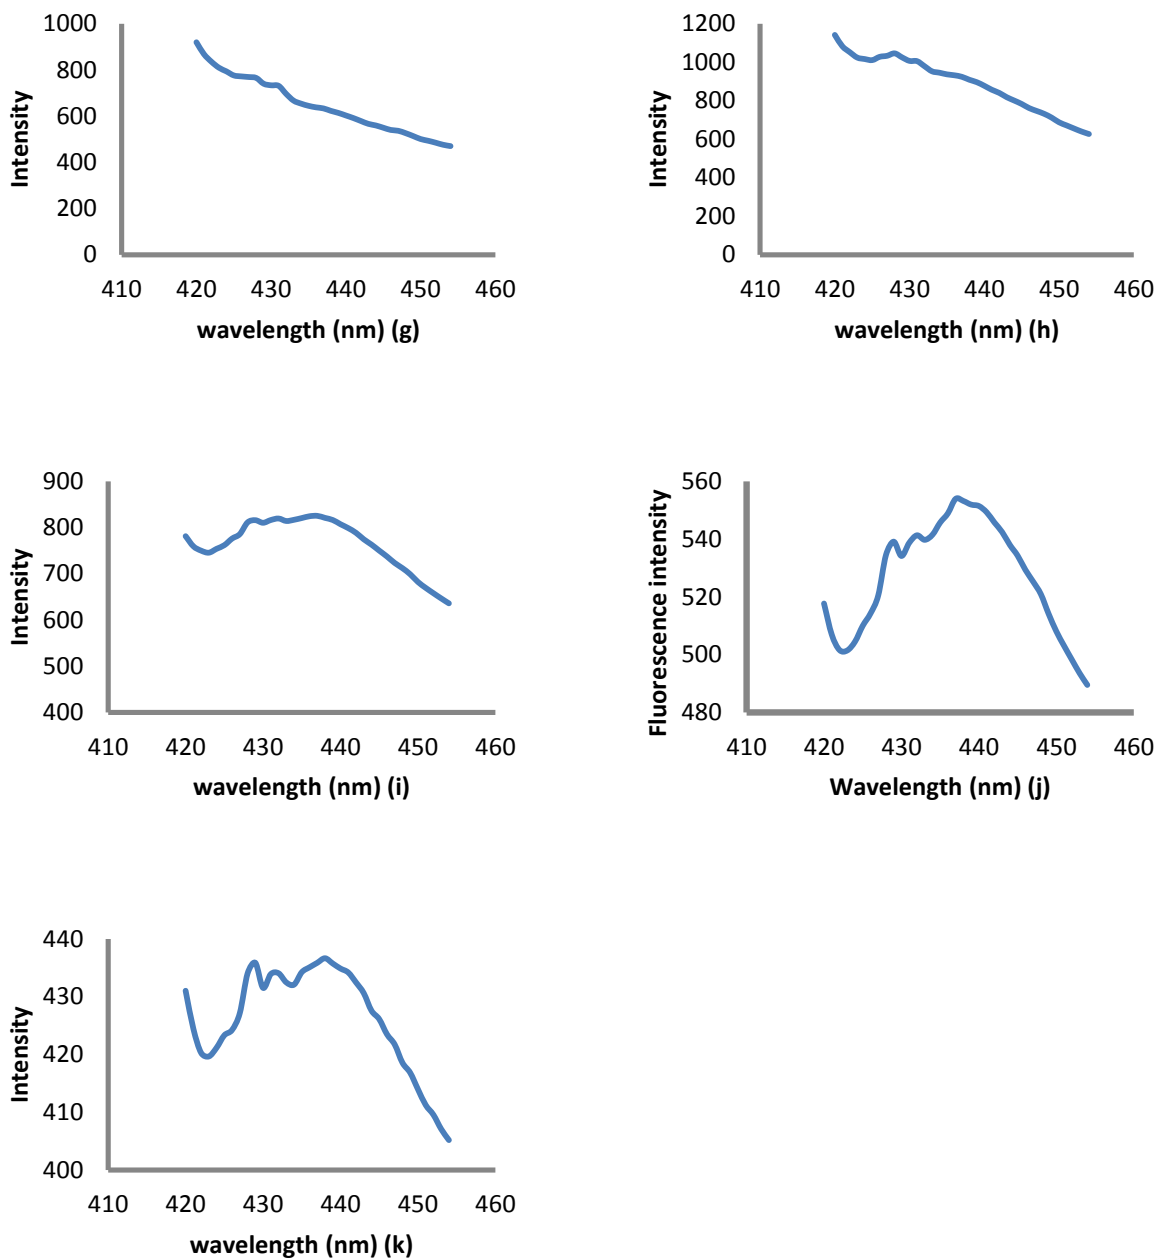 Intensity
1000
800
600
400
200
0
410 420 430 440 450 460
wavelength (nm) (g)
Intensity
1200
1000
800
600
400
200
0
410 420 430 440 450 460
wavelength (nm) (h)
Intensity
900
800
700
600
500
400
410 420 430 440 450 460
wavelength (nm) (i)
Fluorescence intensity
560
540
520
500
480
410 420 430 440 450 460
Wavelength (nm) (j)
Intensity
440
430
420
410
400
410 420 430 440 450 460
wavelength (nm) (k)